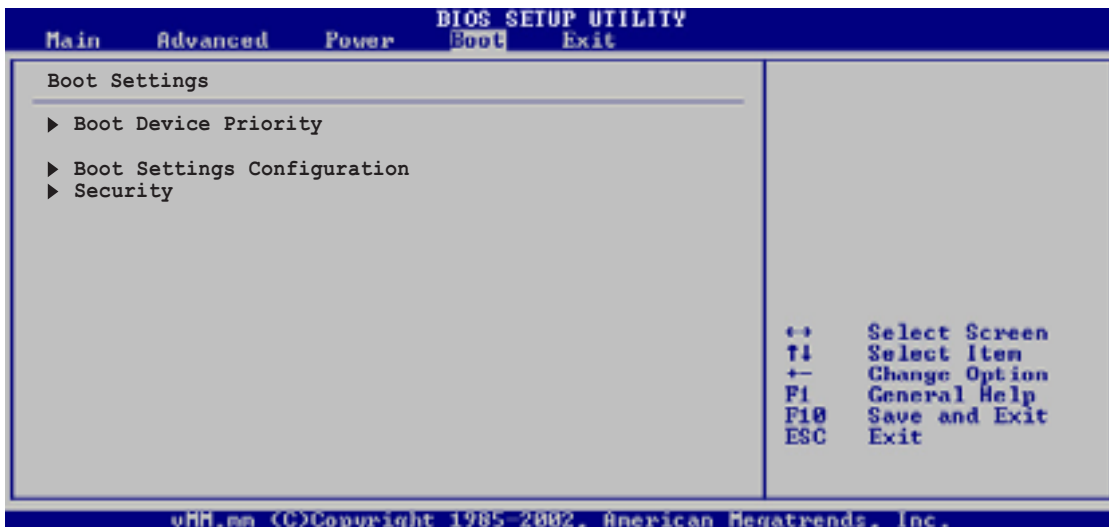 BIOS SETUP UTILITY
Main Advanced Power Boot Exit
Boot Settings
Boot Device Priority
Boot Settings Configuration
Security
←→ Select Screen
↑↓ Select Item
+- Change Option
F1 General Help
F10 Save and Exit
ESC Exit
vMM.mm (C)Copyright 1985-2002, American Megatrends, Inc.